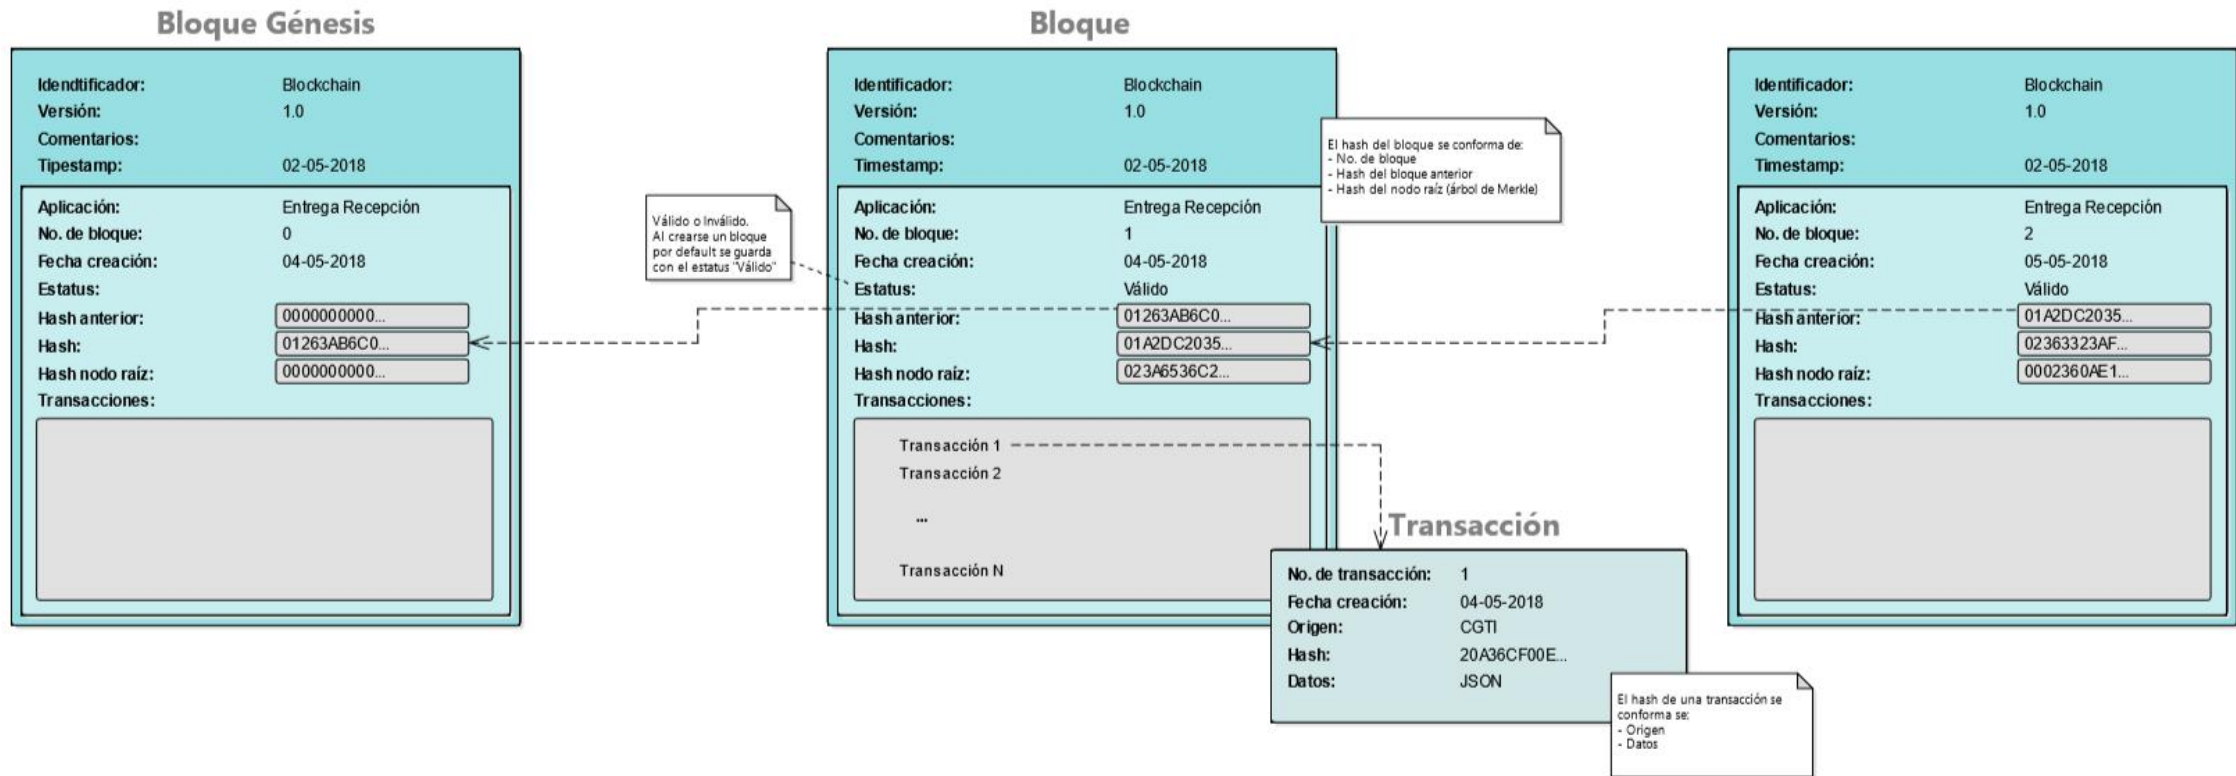 Bloque Génesis
Idendtificador: Blockchain
Versión: 1.0
Comentarios:
Tipestamp: 02-05-2018
Aplicación: Entrega Recepción
No. de bloque: 0
Fecha creación: 04-05-2018
Estatus:
Hash anterior: 0000000000...
Hash: 01263AB6C0...
Hash nodo raíz: 0000000000...
Transacciones:
Válido o Inválido.
Al crearse un bloque
por default se guarda
con el estatus "Válido"
Bloque
Identificador: Blockchain
Versión: 1.0
Comentarios:
Timestamp: 02-05-2018
Aplicación: Entrega Recepción
No. de bloque: 1
Fecha creación: 04-05-2018
Estatus: Válido
Hash anterior: 01263AB6C0...
Hash: 01A2DC2035...
Hash nodo raíz: 023A6536C2...
Transacciones:
Transacción 1
Transacción 2
...
Transacción N
El hash del bloque se conforma de:
- No. de bloque
- Hash del bloque anterior
- Hash del nodo raíz (árbol de Merkle)
Transacción
No. de transacción: 1
Fecha creación: 04-05-2018
Origen: CGTI
Hash: 20A36CF00E...
Datos: JSON
El hash de una transacción se
conforma se:
- Origen
- Datos
Identificador: Blockchain
Versión: 1.0
Comentarios:
Timestamp: 02-05-2018
Aplicación: Entrega Recepción
No. de bloque: 2
Fecha creación: 05-05-2018
Estatus: Válido
Hash anterior: 01A2DC2035...
Hash: 02363323AF...
Hash nodo raíz: 0002360AE1...
Transacciones: